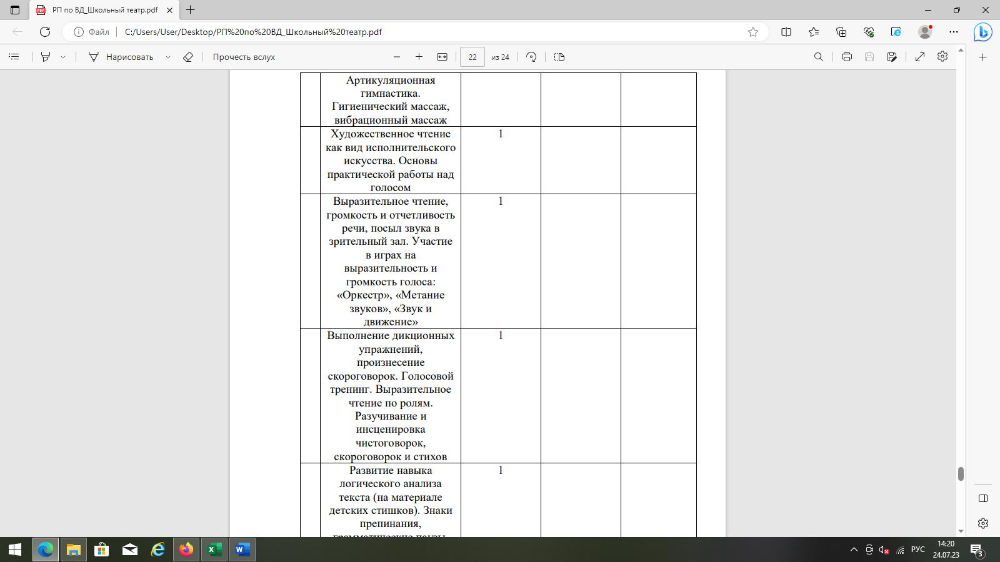 РП по ВД_Школьный театр.pdf
Файл
C:/Users/User/Desktop/РП%20по%20ВД_Школьный%20театр.pdf
Нарисовать
Прочесть вслух
22
из 24
Артикуляционная
гимнастика.
Гигиенический массаж,
вибрационный массаж
Художественное чтение
как вид исполнительского
искусства. Основы
практической работы над
голосом
1
Выразительное чтение,
громкость и отчетливость
речи, посыл звука в
зрительный зал. Участие
в играх на
выразительность и
громкость голоса:
«Оркестр», «Метание
звуков», «Звук и
движение»
1
Выполнение дикционных
упражнений,
произнесение
скороговорок. Голосовой
тренинг. Выразительное
чтение по ролям.
Разучивание и
инсценировка
чистоговорок,
скороговорок и стихов
1
Развитие навыка
логического анализа
текста (на материале
детских стишков). Знаки
препинания,
грамматические паузы
1
РУС
14:20
24.07.23
3